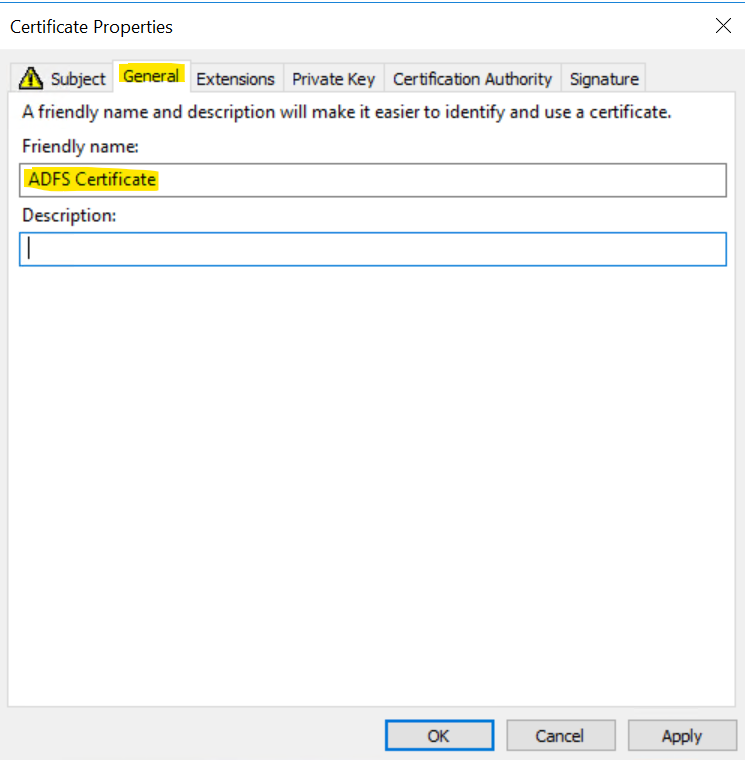 Certificate Properties
Subject General Extensions Private Key Certification Authority Signature
A friendly name and description will make it easier to identify and use a certificate.
Friendly name:
ADFS Certificate
Description:
OK Cancel Apply